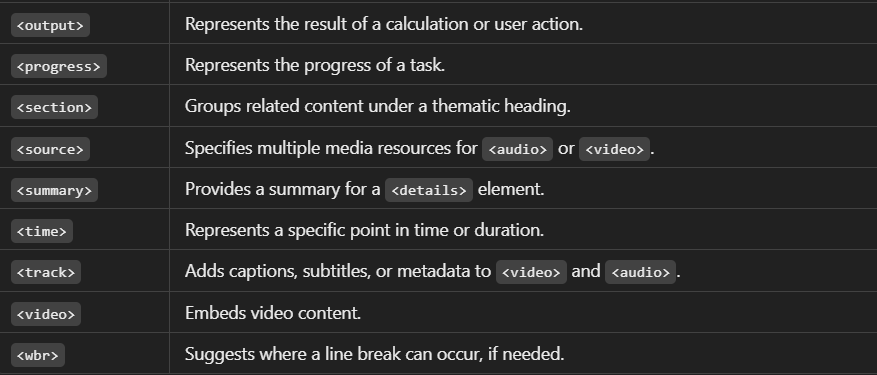 <output> Represents the result of a calculation or user action.
<progress> Represents the progress of a task.
<section> Groups related content under a thematic heading.
<source> Specifies multiple media resources for <audio> or <video>.
<summary> Provides a summary for a <details> element.
<time> Represents a specific point in time or duration.
<track> Adds captions, subtitles, or metadata to <video> and <audio>.
<video> Embeds video content.
<wbr> Suggests where a line break can occur, if needed.